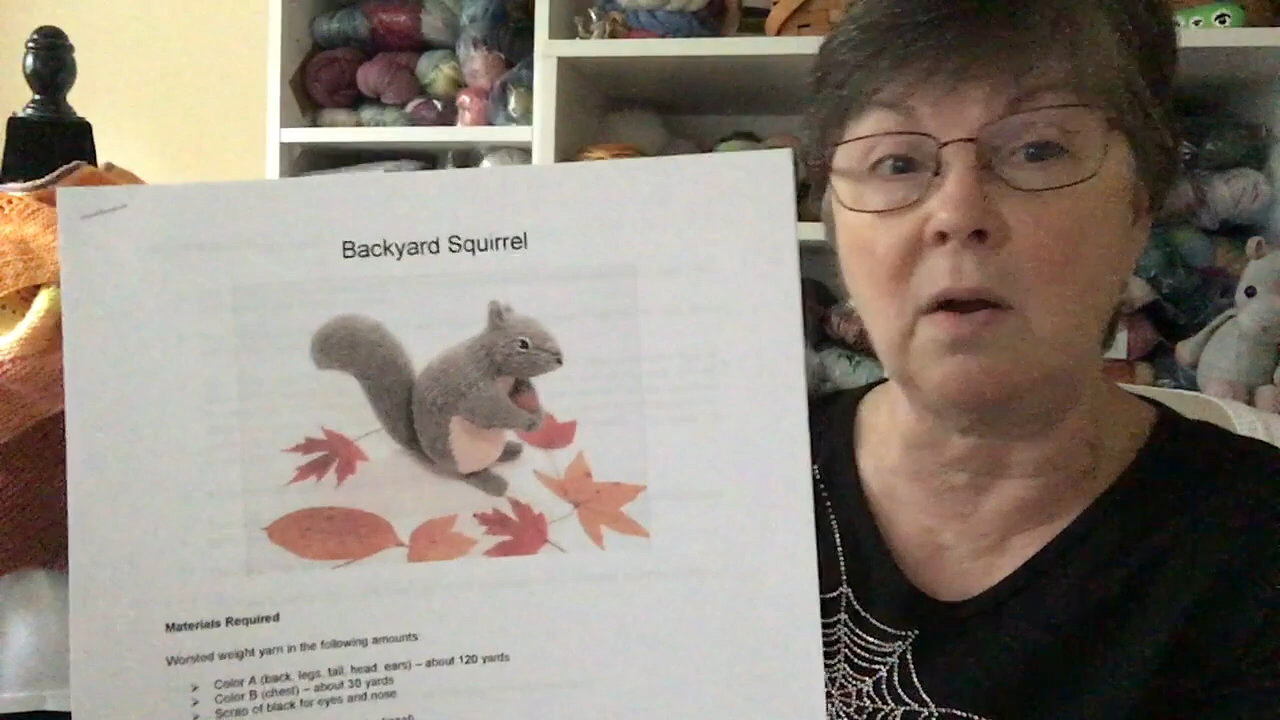 Backyard Squirrel
Materials Required
Worsted weight yarn in the following amounts
➢ Color A (back, legs, tail, head, ears) – about 120 yards
➢ Color B (chest) – about 30 yards
➢ Scrap of black for eyes and nose